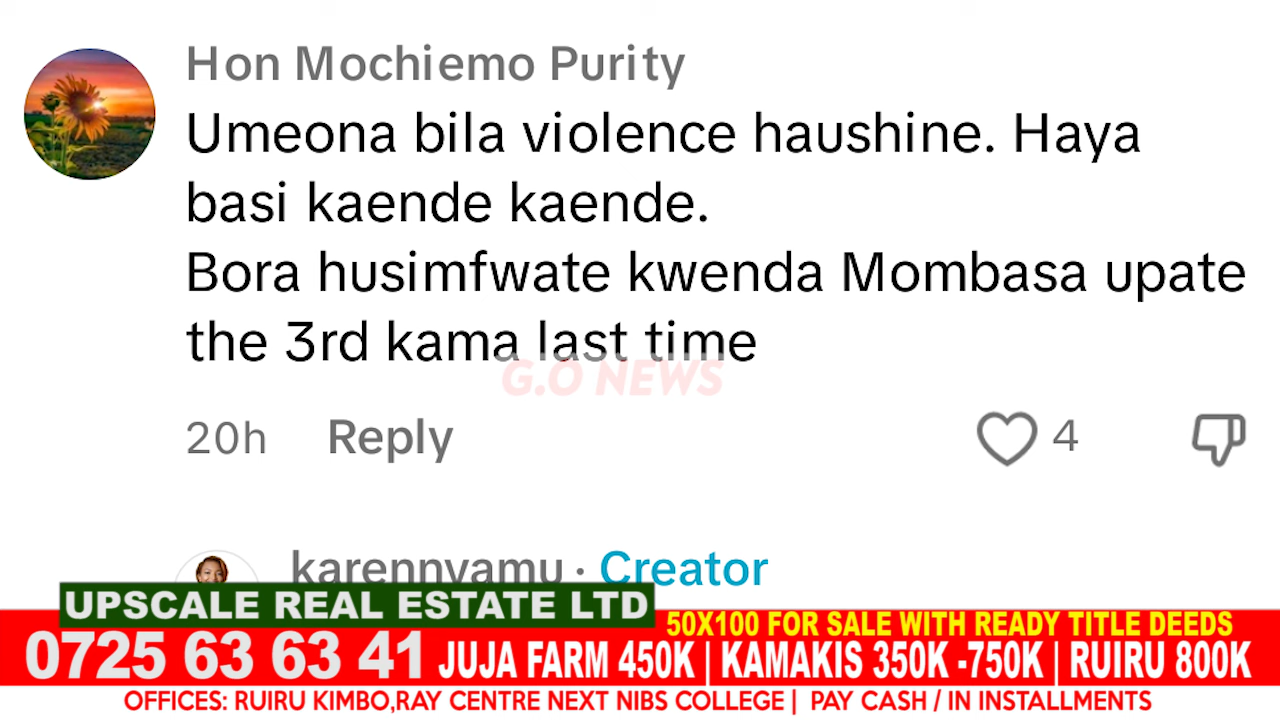 Hon Mochiemo Purity
Umeona bila violence haushine. Haya
basi kaende kaende.
Bora husimfwate kwenda Mombasa upate
the 3rd kama last time
G.O NEWS
20h Reply 4
karennyamu · Creator
UPSCALE REAL ESTATE LTD
50X100 FOR SALE WITH READY TITLE DEEDS
0725 63 63 41 JUJA FARM 450K | KAMAKIS 350K -750K | RUIRU 800K
OFFICES: RUIRU KIMBO,RAY CENTRE NEXT NIBS COLLEGE | PAY CASH / IN INSTALLMENTS